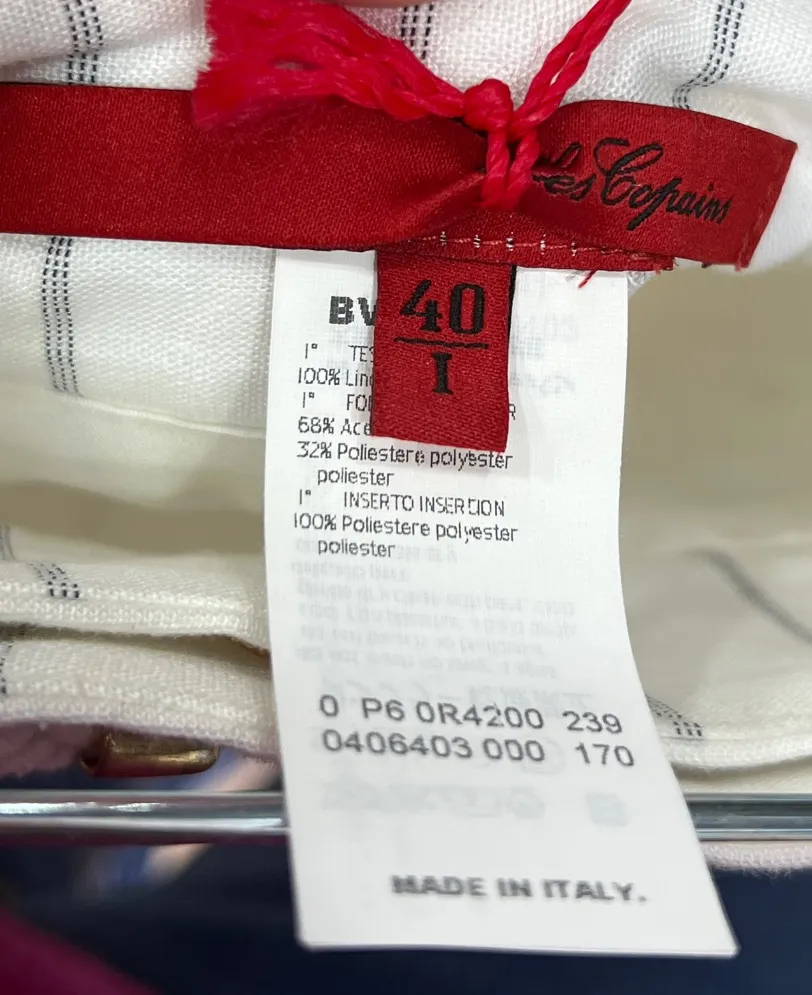 les Copains
40
I
BV
1° TES
100% Lino
1° FO R
68% Ace
32% Poliestere polyester
poliester
1° INSERTO INSERTION
100% Poliestere polyester
poliester
0 P6 0R4200 239
0406403 000 170
MADE IN ITALY.